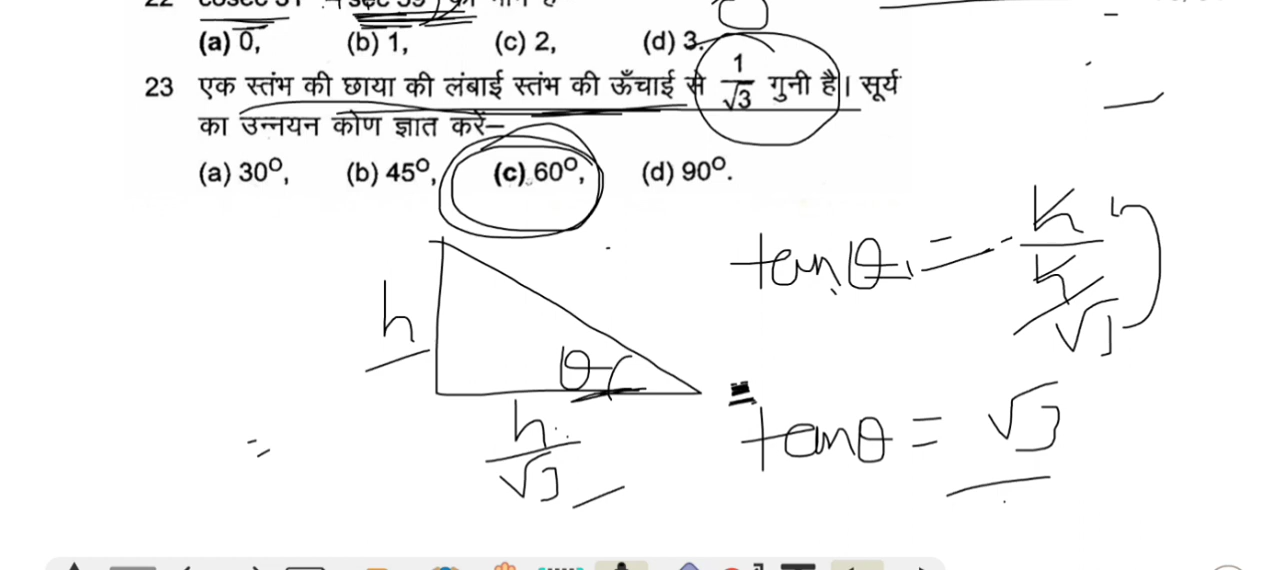 22
(a) 0, (b) 1, (c) 2, (d) 3.
23 एक स्तंभ की छाया की लंबाई स्तंभ की ऊँचाई से 1/√3 गुनी है। सूर्य
का उन्नयन कोण ज्ञात करें–
(a) 30°, (b) 45°, (c) 60°, (d) 90°.
tanθ = h/(h/√3)
h
θ
h/√3
tanθ = √3